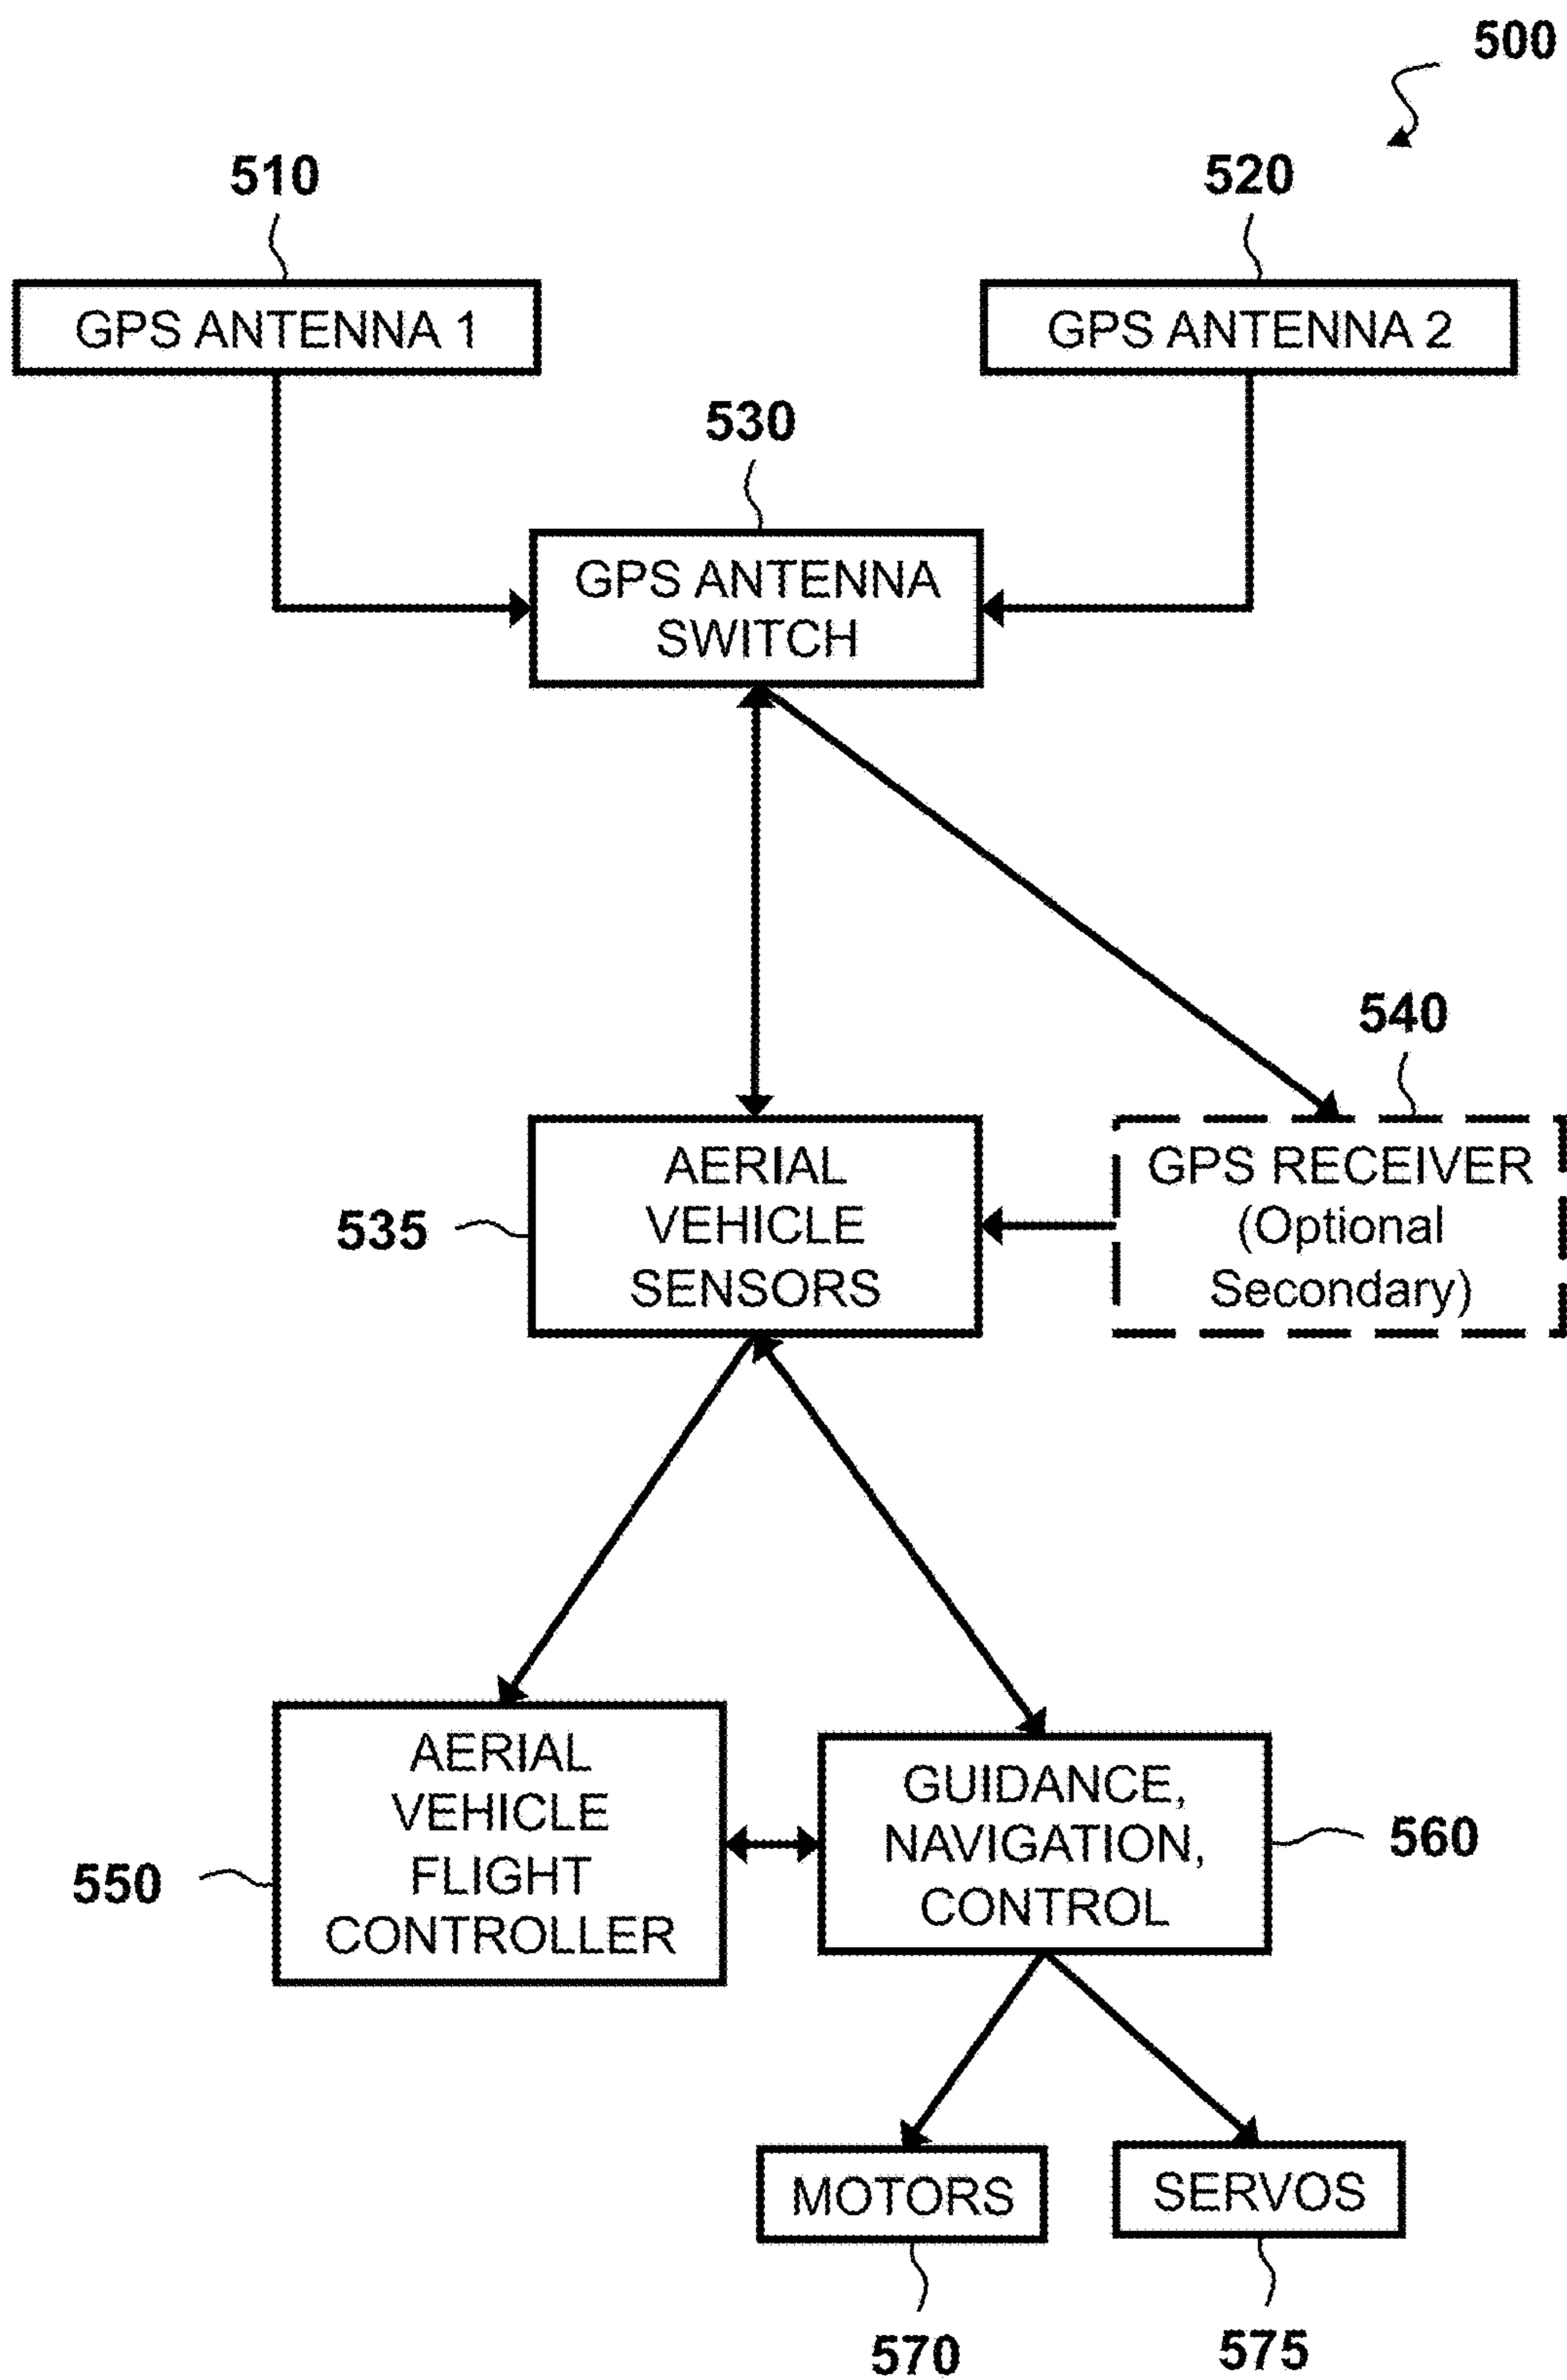 500
510
520
GPS ANTENNA 1
GPS ANTENNA 2
530
GPS ANTENNA
SWITCH
540
535
AERIAL
VEHICLE
SENSORS
GPS RECEIVER
(Optional
Secondary)
550
AERIAL
VEHICLE
FLIGHT
CONTROLLER
GUIDANCE,
NAVIGATION,
CONTROL
560
MOTORS
SERVOS
570
575